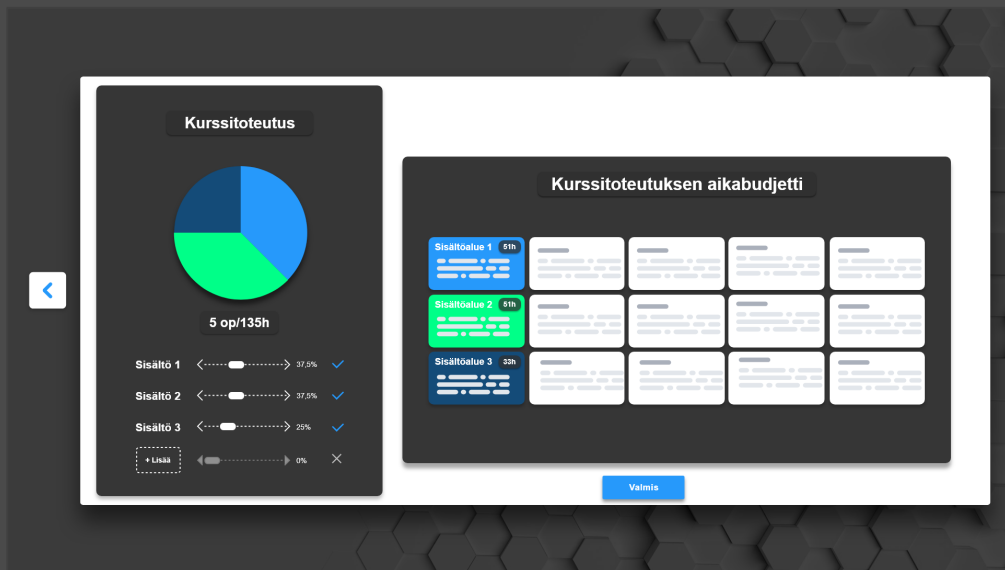 Kurssitoteutus
5 op/135h
Sisältö 1 37,5%
Sisältö 2 37,5%
Sisältö 3 25%
+ Lisää 0%
Kurssitoteutuksen aikabudjetti
Sisältöalue 1 51h
Sisältöalue 2 51h
Sisältöalue 3 33h
Valmis